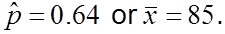 p̂ = 0.64 or x̄ = 85.